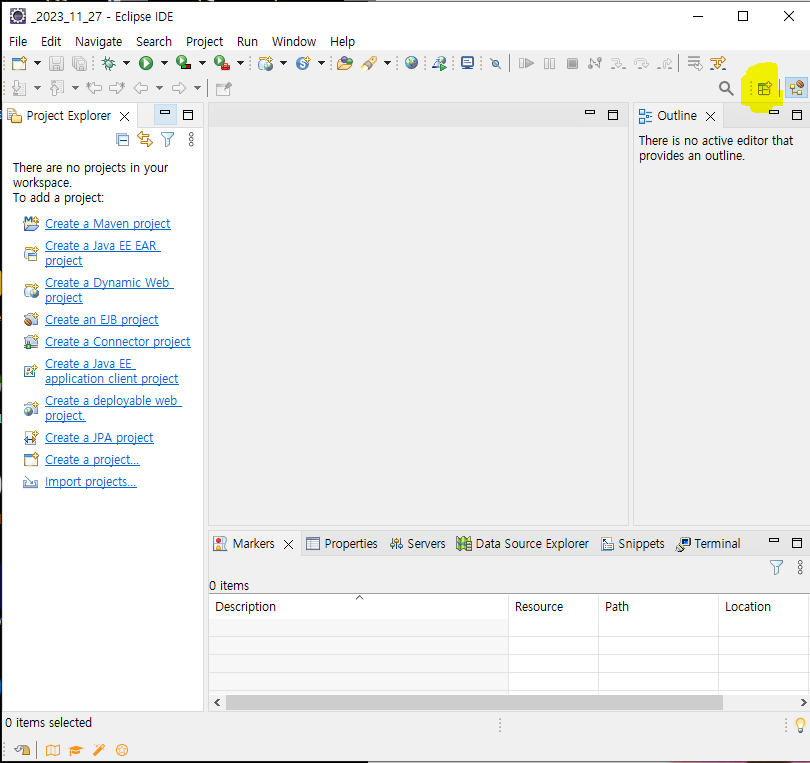 _2023_11_27 - Eclipse IDE
File Edit Navigate Search Project Run Window Help
Project Explorer
There are no projects in your
workspace.
To add a project:
Create a Maven project
Create a Java EE EAR
project
Create a Dynamic Web
project
Create an EJB project
Create a Connector project
Create a Java EE
application client project
Create a deployable web
project.
Create a JPA project
Create a project...
Import projects...
Outline
There is no active editor that
provides an outline.
Markers Properties Servers Data Source Explorer Snippets Terminal
0 items
Description Resource Path Location
0 items selected